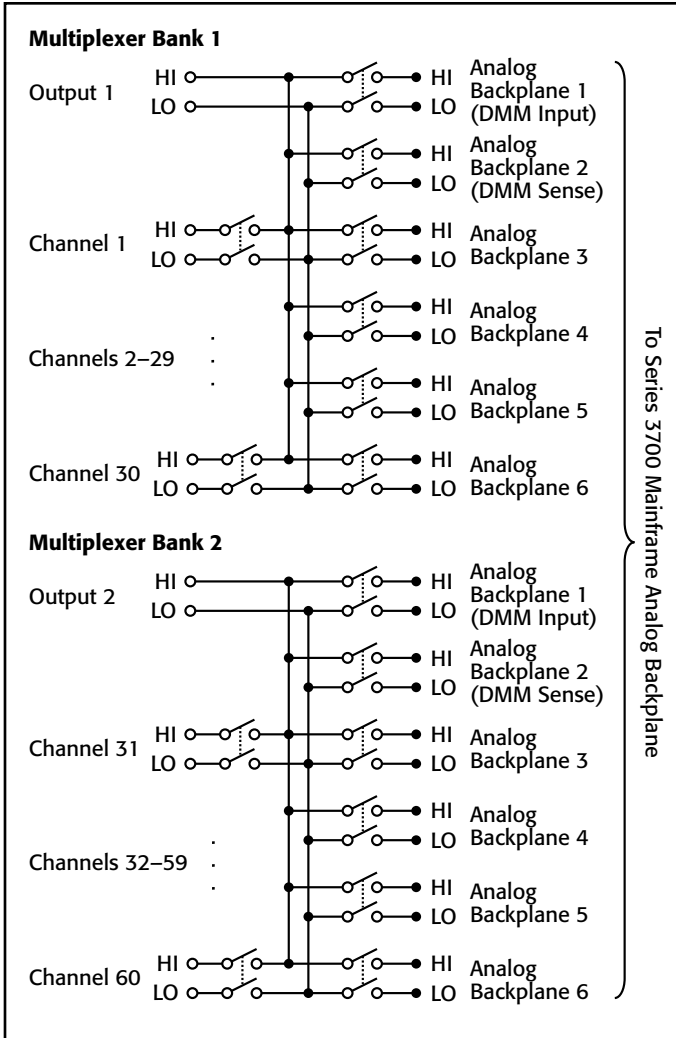 Multiplexer Bank 1
Output 1
HI
LO
HI
LO
Analog
Backplane 1
(DMM Input)
HI
LO
Analog
Backplane 2
(DMM Sense)
Channel 1
HI
LO
HI
LO
Analog
Backplane 3
HI
LO
Analog
Backplane 4
Channels 2–29
HI
LO
Analog
Backplane 5
Channel 30
HI
LO
HI
LO
Analog
Backplane 6
Multiplexer Bank 2
Output 2
HI
LO
HI
LO
Analog
Backplane 1
(DMM Input)
HI
LO
Analog
Backplane 2
(DMM Sense)
Channel 31
HI
LO
HI
LO
Analog
Backplane 3
HI
LO
Analog
Backplane 4
Channels 32–59
HI
LO
Analog
Backplane 5
Channel 60
HI
LO
HI
LO
Analog
Backplane 6
To Series 3700 Mainframe Analog Backplane